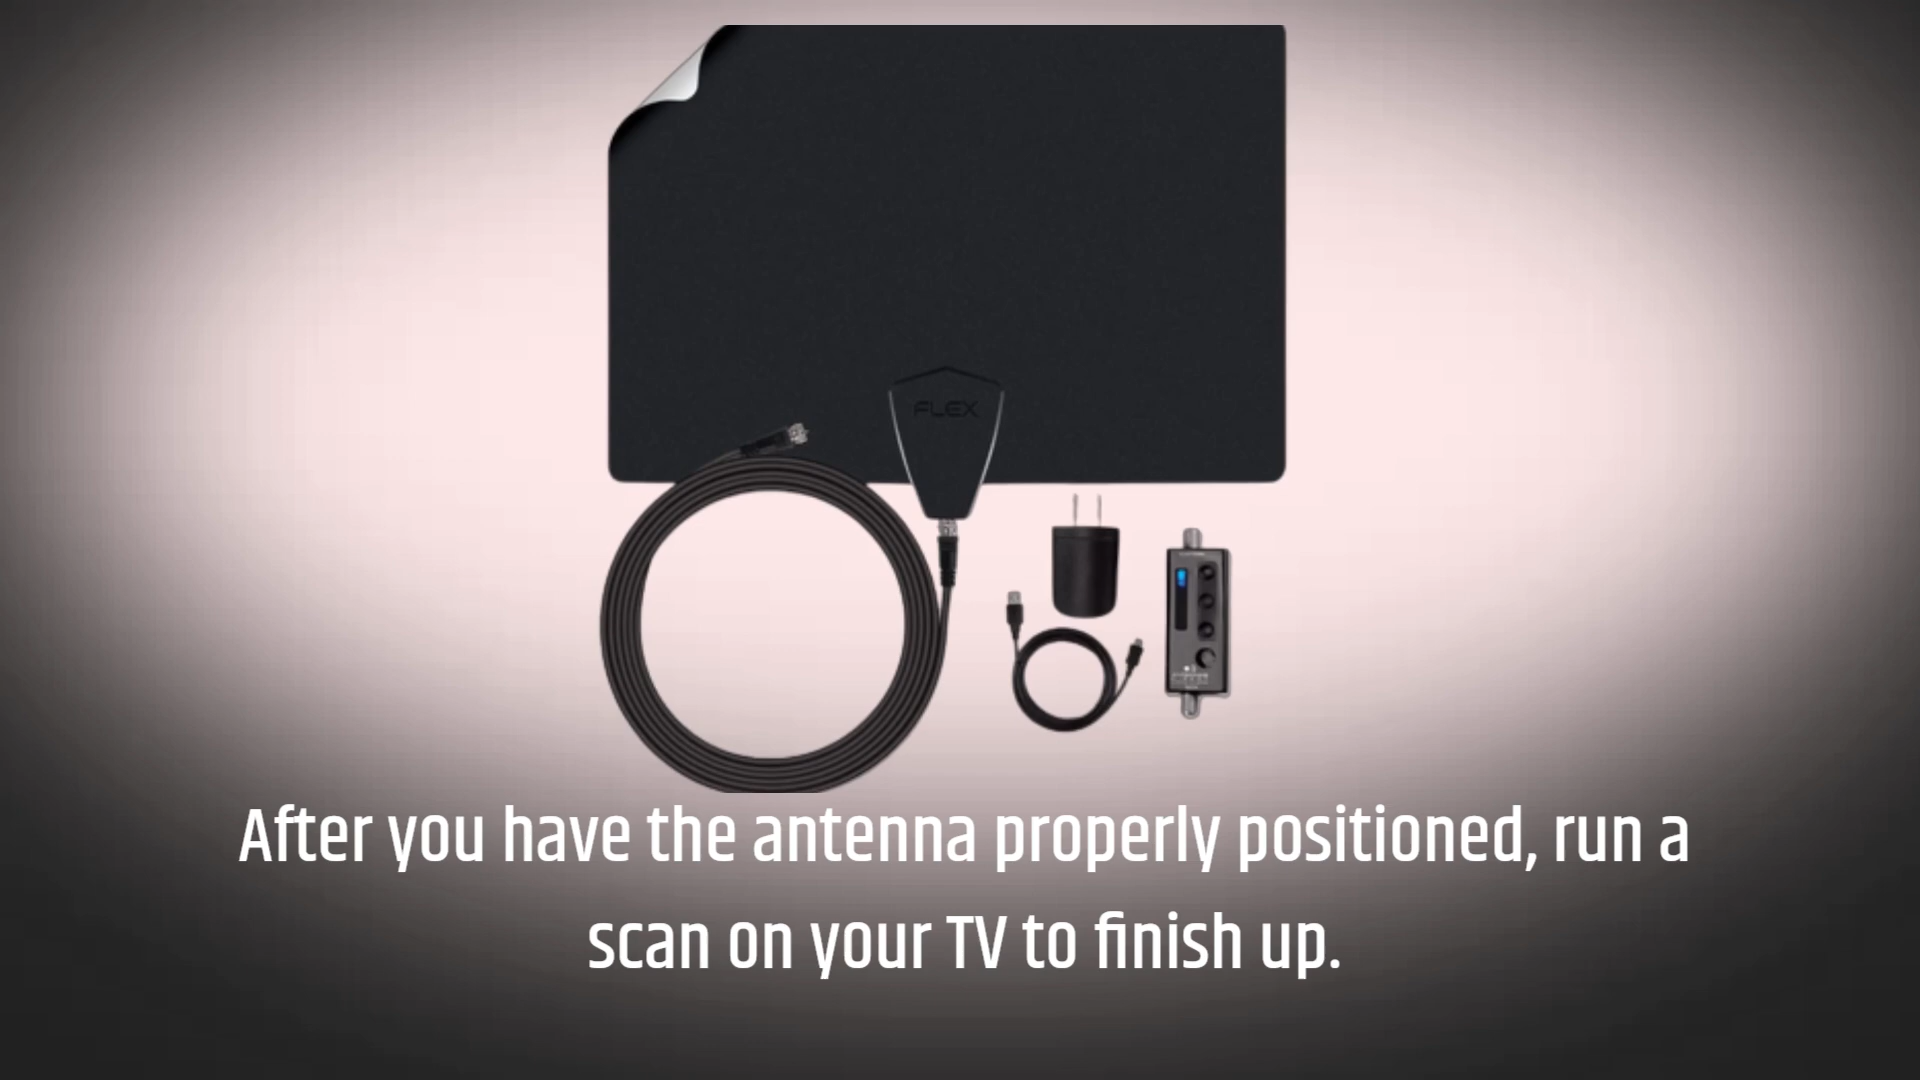 FLEX
After you have the antenna properly positioned, run a
scan on your TV to finish up.